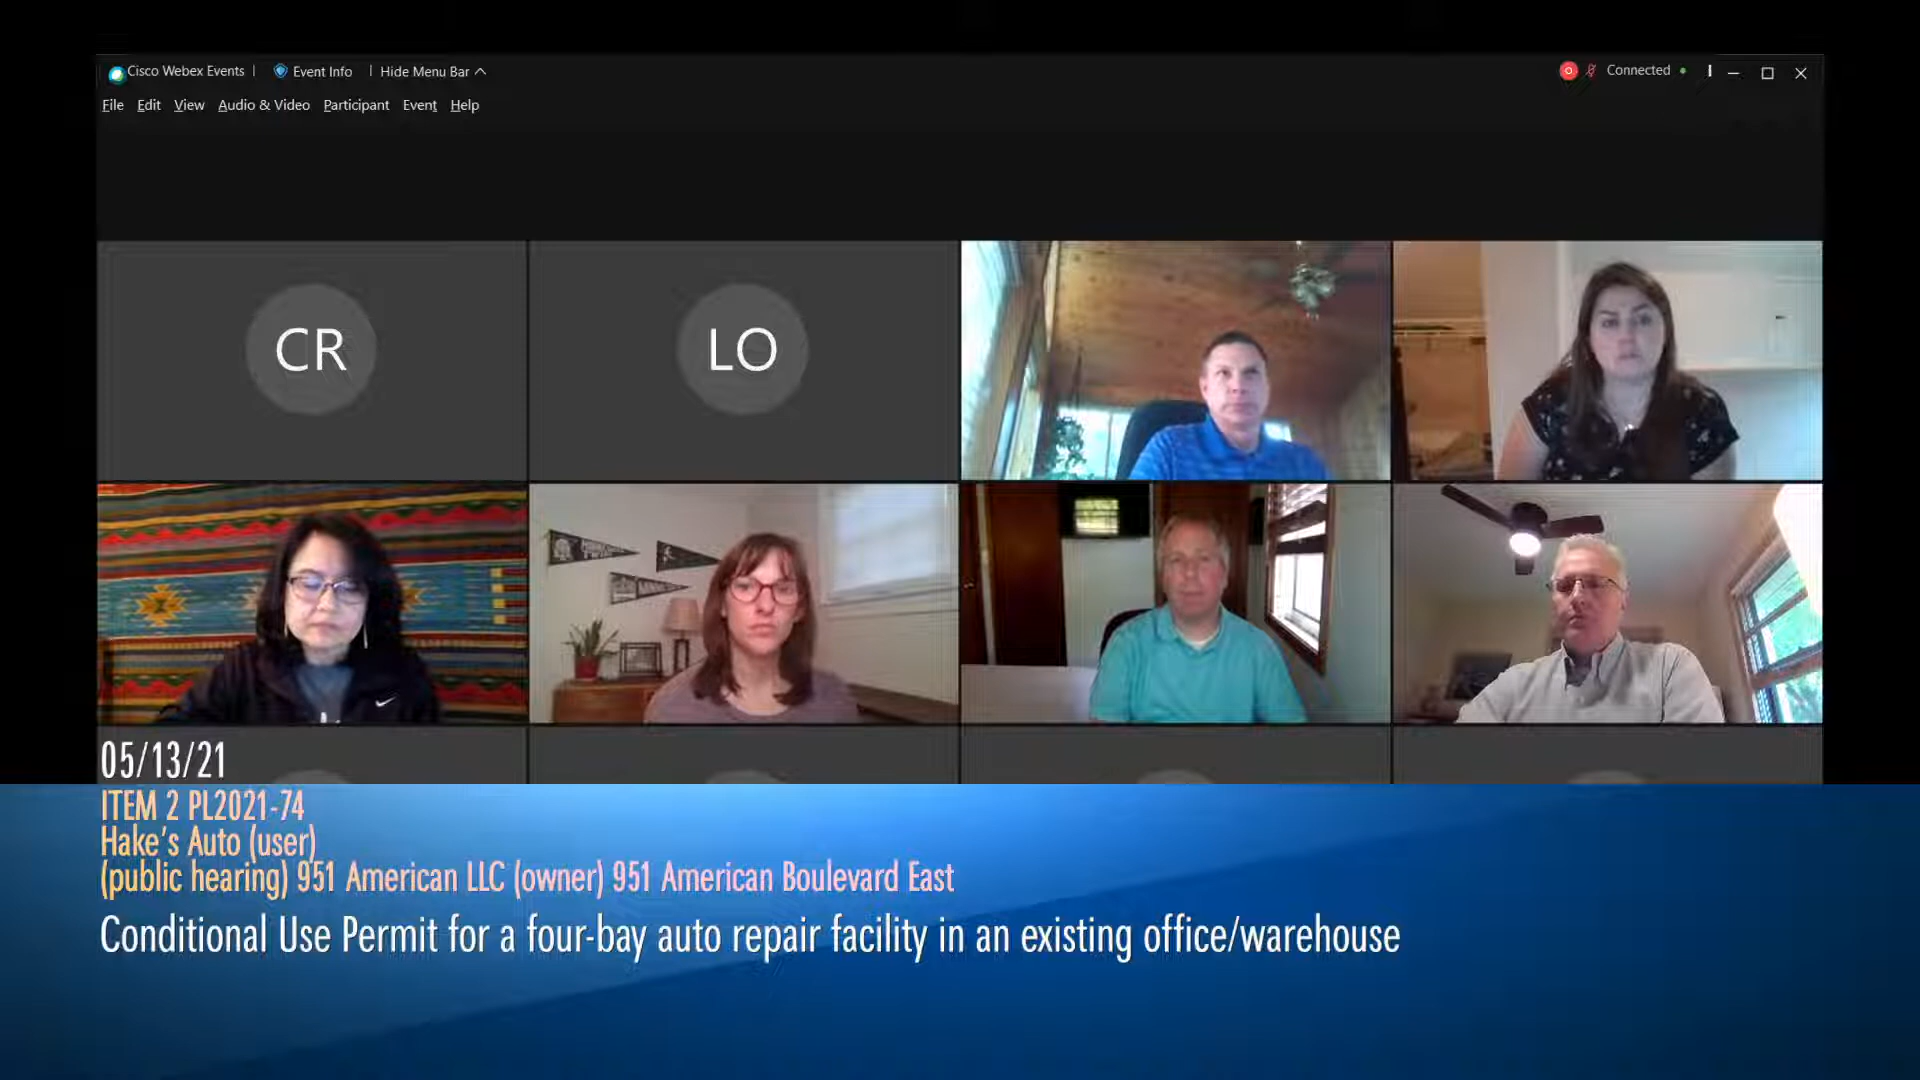 Cisco Webex Events | Event Info | Hide Menu Bar
Connected
File Edit View Audio & Video Participant Event Help
CR
LO
05/13/21
ITEM 2 PL2021-74
Hake's Auto (user)
(public hearing) 951 American LLC (owner) 951 American Boulevard East
Conditional Use Permit for a four-bay auto repair facility in an existing office/warehouse